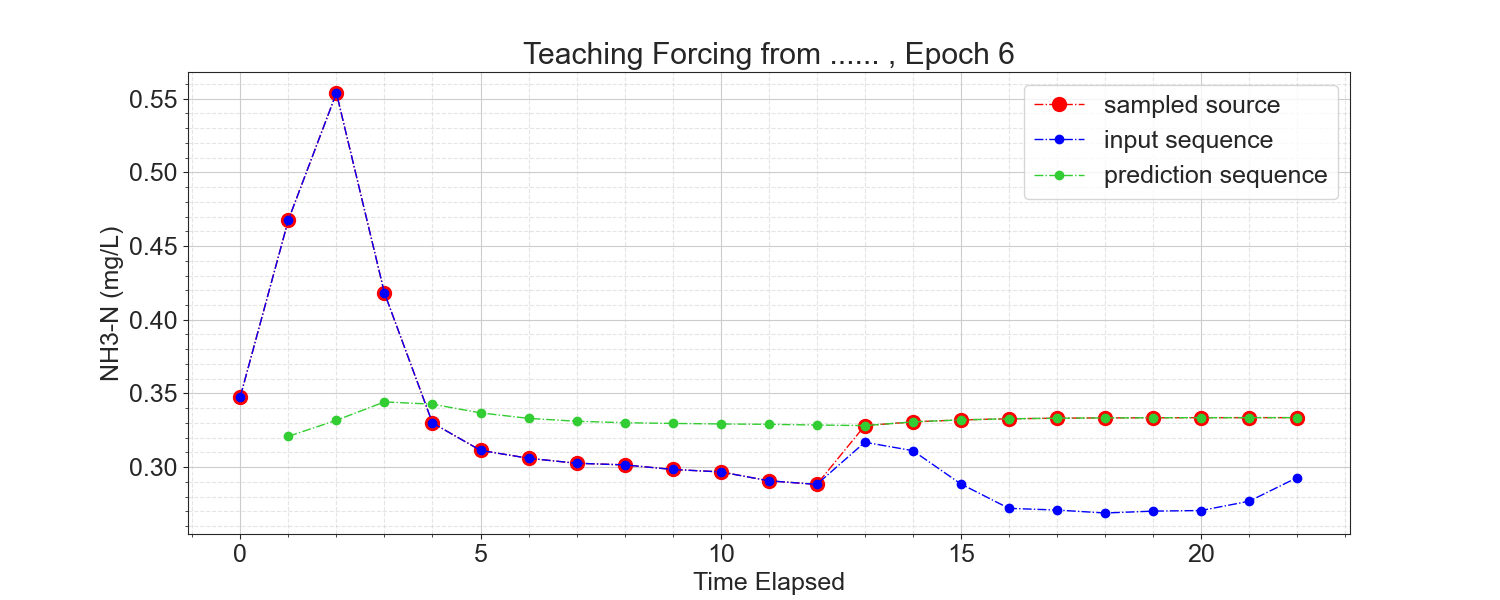 Teaching Forcing from ...... , Epoch 6
sampled source
input sequence
prediction sequence
NH3-N (mg/L)
0.55
0.50
0.45
0.40
0.35
0.30
0 5 10 15 20
Time Elapsed